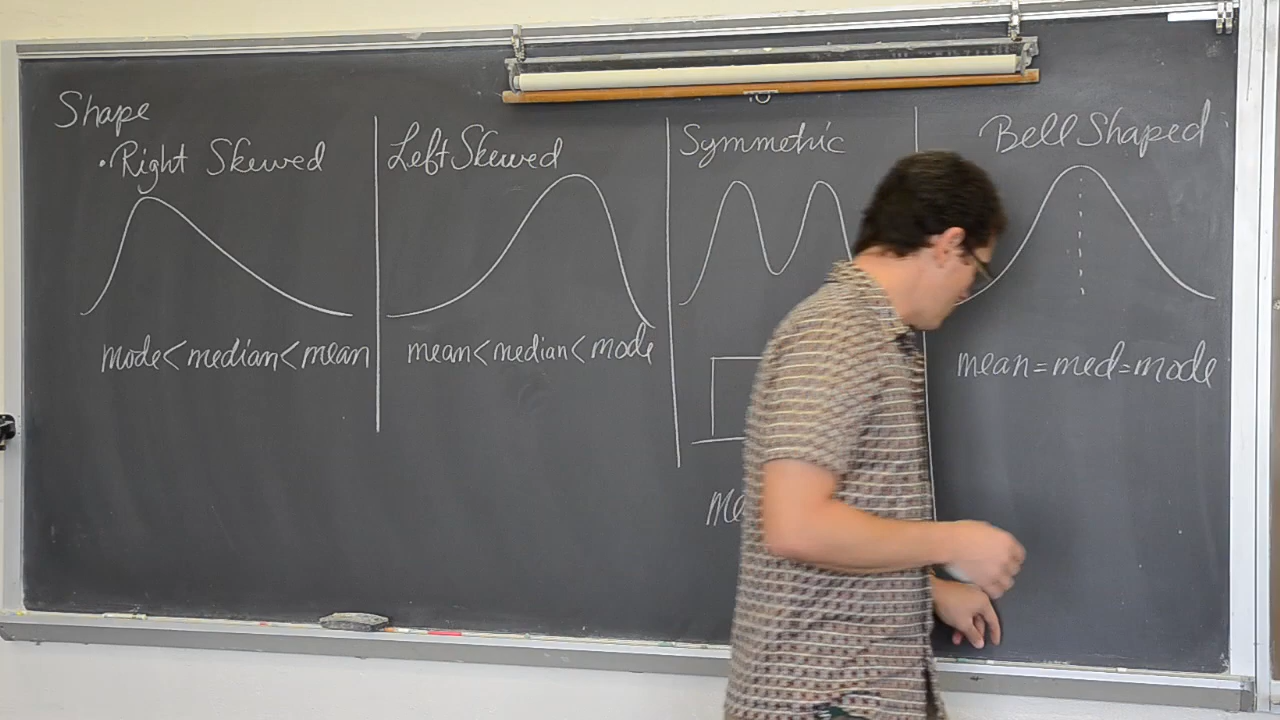 Shape
• Right Skewed
mode < median < mean
Left Skewed
mean < median < mode
Symmetric
Bell Shaped
mean = med = mode